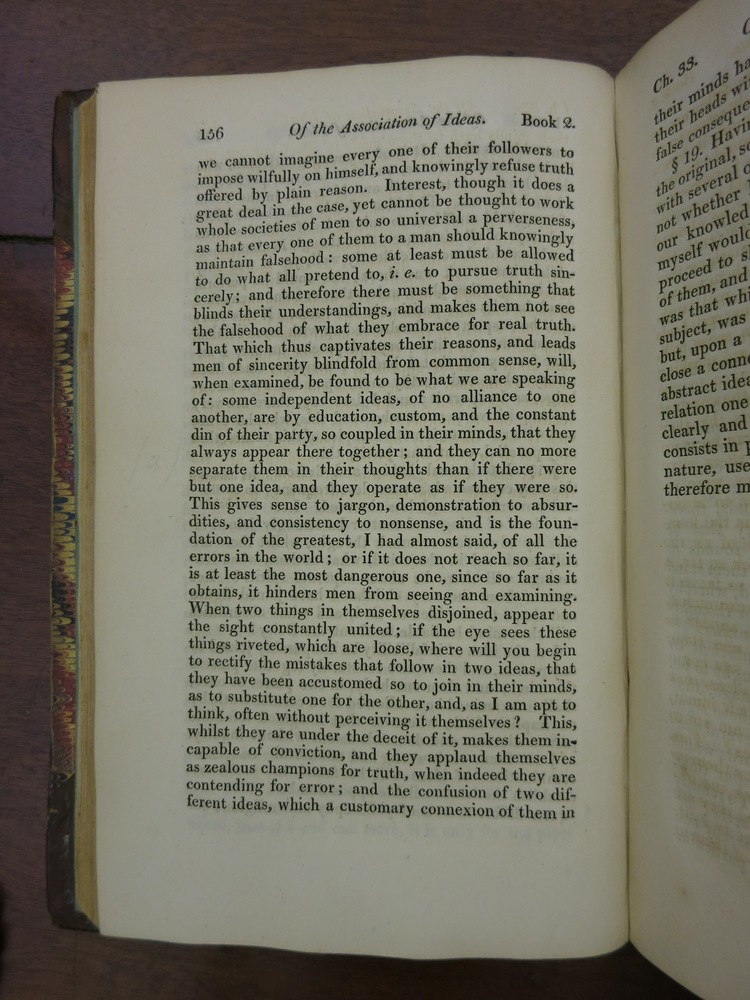 156 Of the Association of Ideas. Book 2.
we cannot imagine every one of their followers to
impose wilfully on himself, and knowingly refuse truth
offered by plain reason. Interest, though it does a
great deal in the case, yet cannot be thought to work
whole societies of men to so universal a perverseness,
as that every one of them to a man should knowingly
maintain falsehood: some at least must be allowed
to do what all pretend to, i. e. to pursue truth sin-
cerely; and therefore there must be something that
blinds their understandings, and makes them not see
the falsehood of what they embrace for real truth.
That which thus captivates their reasons, and leads
men of sincerity blindfold from common sense, will,
when examined, be found to be what we are speaking
of: some independent ideas, of no alliance to one
another, are by education, custom, and the constant
din of their party, so coupled in their minds, that they
always appear there together; and they can no more
separate them in their thoughts than if there were
but one idea, and they operate as if they were so.
This gives sense to jargon, demonstration to absur-
dities, and consistency to nonsense, and is the foun-
dation of the greatest, I had almost said, of all the
errors in the world; or if it does not reach so far, it
is at least the most dangerous one, since so far as it
obtains, it hinders men from seeing and examining.
When two things in themselves disjoined, appear to
the sight constantly united; if the eye sees these
things riveted, which are loose, where will you begin
to rectify the mistakes that follow in two ideas, that
they have been accustomed so to join in their minds,
as to substitute one for the other, and, as I am apt to
think, often without perceiving it themselves? This,
whilst they are under the deceit of it, makes them in-
capable of conviction, and they applaud themselves
as zealous champions for truth, when indeed they are
contending for error; and the confusion of two dif-
ferent ideas, which a customary connexion of them in
Ch. 33.
their minds ha
their heads wi
false conseque
§ 19. Havin
the original, s
with several o
not whether
our knowled
myself would
proceed to s
of them, and
was that whi
subject, was
but, upon a
close a conne
abstract idea
relation one
clearly and
consists in p
nature, use
therefore m